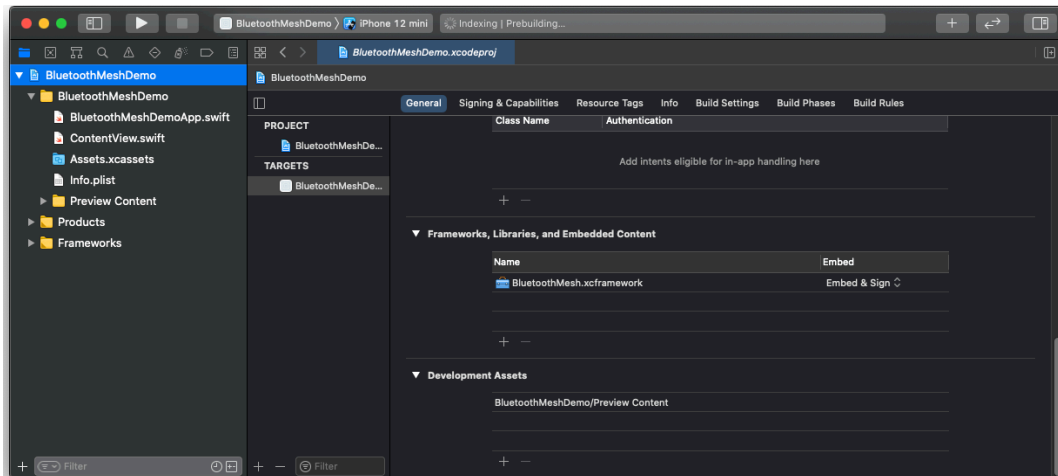 BluetoothMeshDemo 〉 iPhone 12 mini
Indexing | Prebuilding...
BluetoothMeshDemo.xcodeproj
BluetoothMeshDemo
BluetoothMeshDemo
BluetoothMeshDemoApp.swift
ContentView.swift
Assets.xcassets
Info.plist
Preview Content
Products
Frameworks
Filter
BluetoothMeshDemo
General Signing & Capabilities Resource Tags Info Build Settings Build Phases Build Rules
PROJECT
BluetoothMeshDe...
TARGETS
BluetoothMeshDe...
Filter
Class Name Authentication
Add intents eligible for in-app handling here
Frameworks, Libraries, and Embedded Content
Name Embed
BluetoothMesh.xcframework Embed & Sign
Development Assets
BluetoothMeshDemo/Preview Content